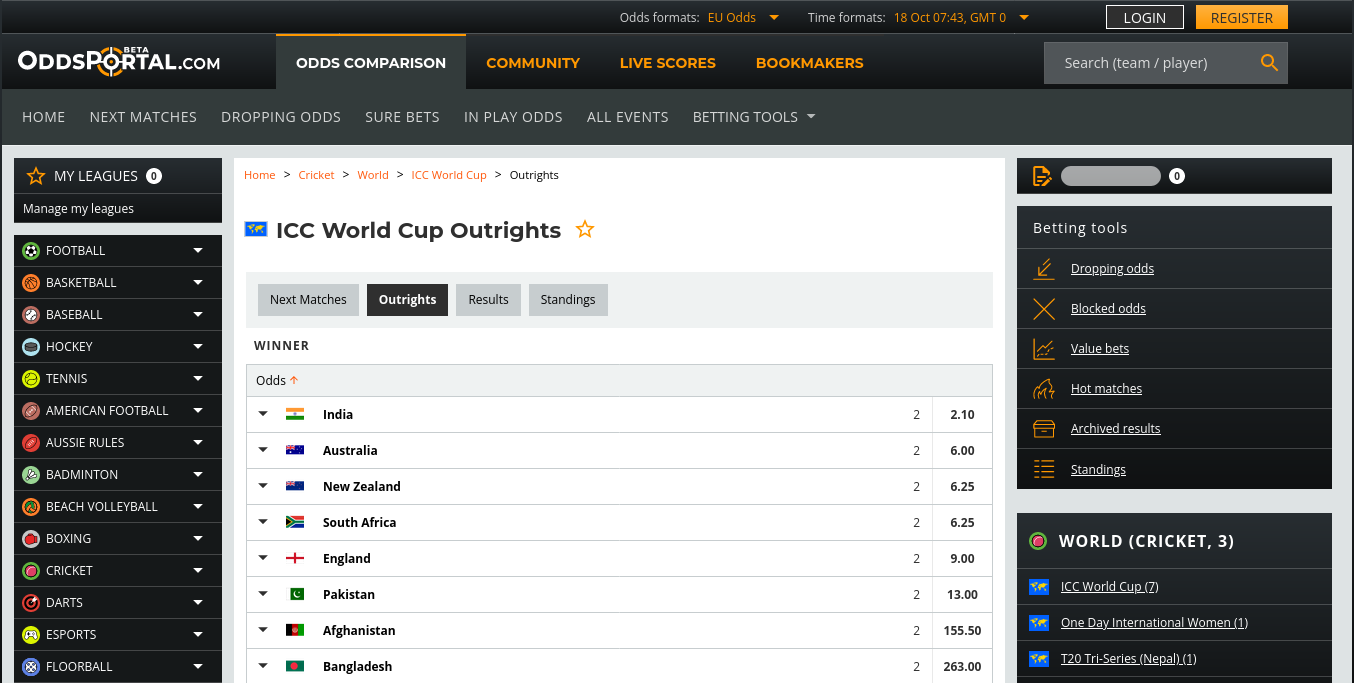 Odds formats: EU Odds Time formats: 18 Oct 07:43, GMT 0 LOGIN REGISTER
ODDSPORTAL.COM BETA
ODDS COMPARISON COMMUNITY LIVE SCORES BOOKMAKERS Search (team / player)
HOME NEXT MATCHES DROPPING ODDS SURE BETS IN PLAY ODDS ALL EVENTS BETTING TOOLS
MY LEAGUES 0
Manage my leagues
FOOTBALL
BASKETBALL
BASEBALL
HOCKEY
TENNIS
AMERICAN FOOTBALL
AUSSIE RULES
BADMINTON
BEACH VOLLEYBALL
BOXING
CRICKET
DARTS
ESPORTS
FLOORBALL
Home > Cricket > World > ICC World Cup > Outrights
ICC World Cup Outrights
Next Matches Outrights Results Standings
WINNER
Odds
India 2 2.10
Australia 2 6.00
New Zealand 2 6.25
South Africa 2 6.25
England 2 9.00
Pakistan 2 13.00
Afghanistan 2 155.50
Bangladesh 2 263.00
0
Betting tools
Dropping odds
Blocked odds
Value bets
Hot matches
Archived results
Standings
WORLD (CRICKET, 3)
ICC World Cup (7)
One Day International Women (1)
T20 Tri-Series (Nepal) (1)